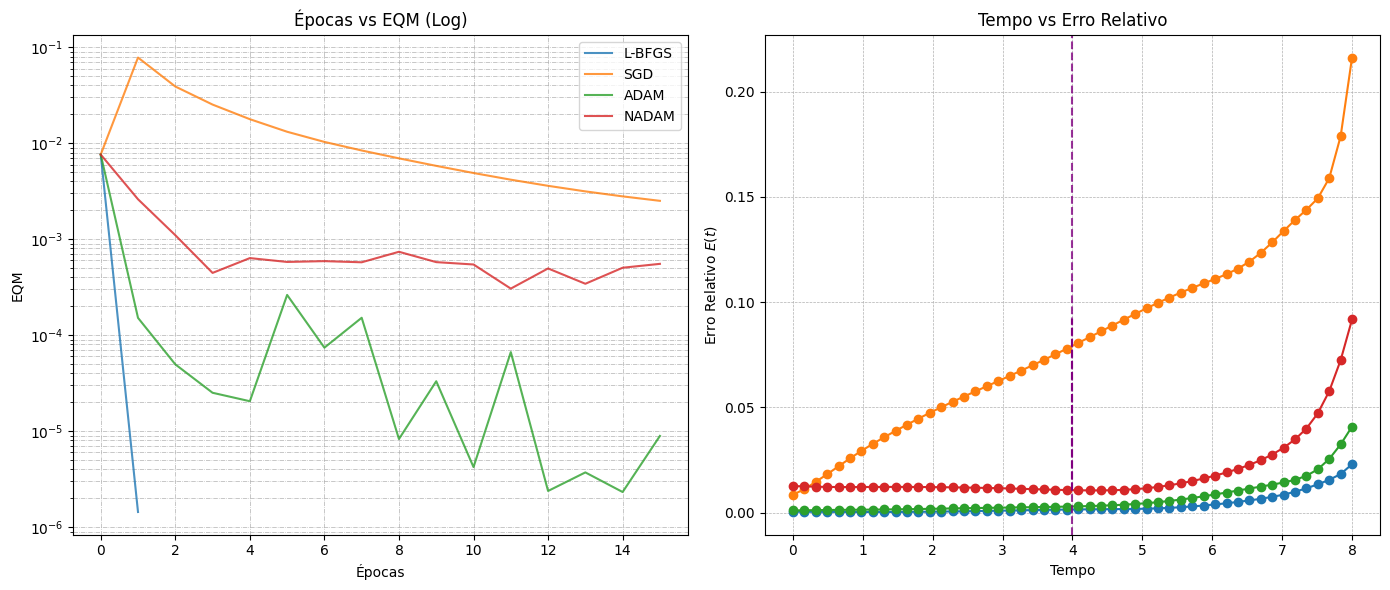 Épocas vs EQM (Log)
EQM
10⁻¹
10⁻²
10⁻³
10⁻⁴
10⁻⁵
10⁻⁶
L-BFGS
SGD
ADAM
NADAM
0 2 4 6 8 10 12 14
Épocas
Tempo vs Erro Relativo
Erro Relativo E(t)
0.20
0.15
0.10
0.05
0.00
0 1 2 3 4 5 6 7 8
Tempo